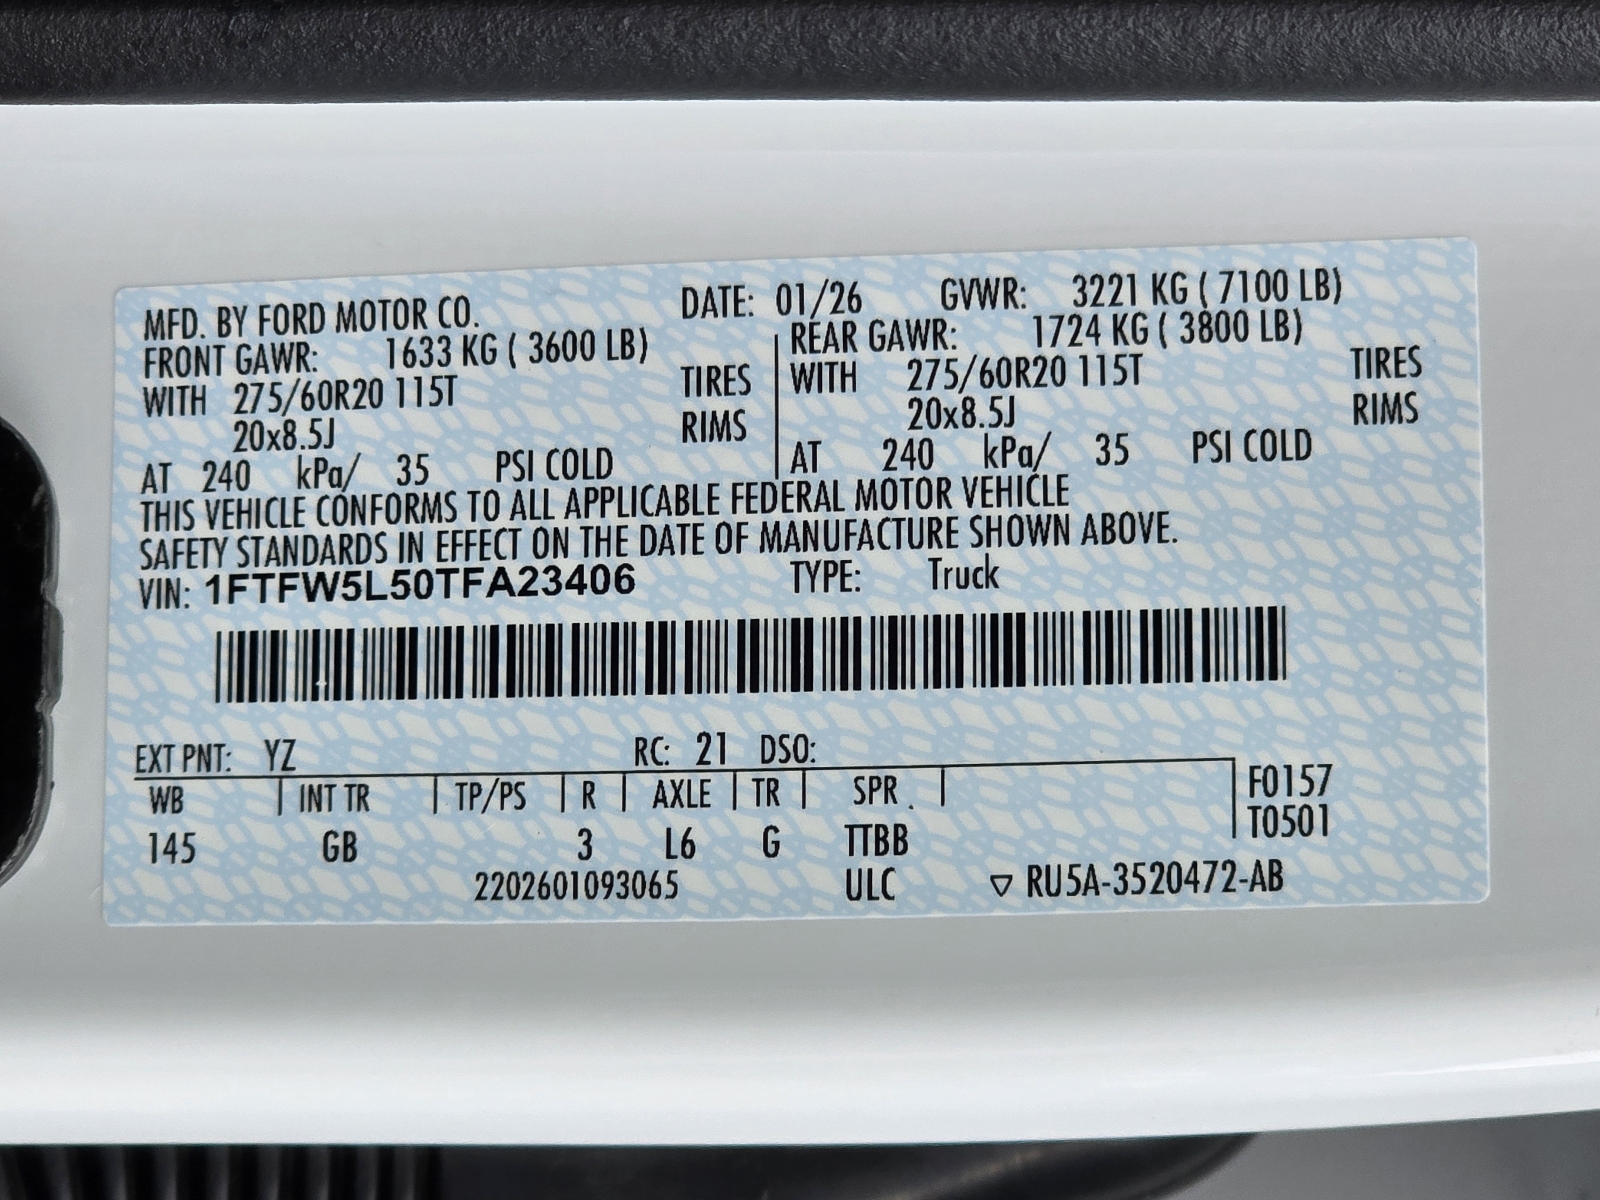 MFD. BY FORD MOTOR CO. DATE: 01/26 GVWR: 3221 KG ( 7100 LB)
FRONT GAWR: 1633 KG ( 3600 LB) REAR GAWR: 1724 KG ( 3800 LB)
WITH 275/60R20 115T TIRES WITH 275/60R20 115T TIRES
20x8.5J RIMS 20x8.5J RIMS
AT 240 kPa/ 35 PSI COLD AT 240 kPa/ 35 PSI COLD
THIS VEHICLE CONFORMS TO ALL APPLICABLE FEDERAL MOTOR VEHICLE
SAFETY STANDARDS IN EFFECT ON THE DATE OF MANUFACTURE SHOWN ABOVE.
VIN: 1FTFW5L50TFA23406 TYPE: Truck
EXT PNT: YZ RC: 21 DSO:
WB INT TR TP/PS R AXLE TR SPR F0157
T0501
145 GB 3 L6 G TTBB
2202601093065 ULC ▽ RU5A-3520472-AB